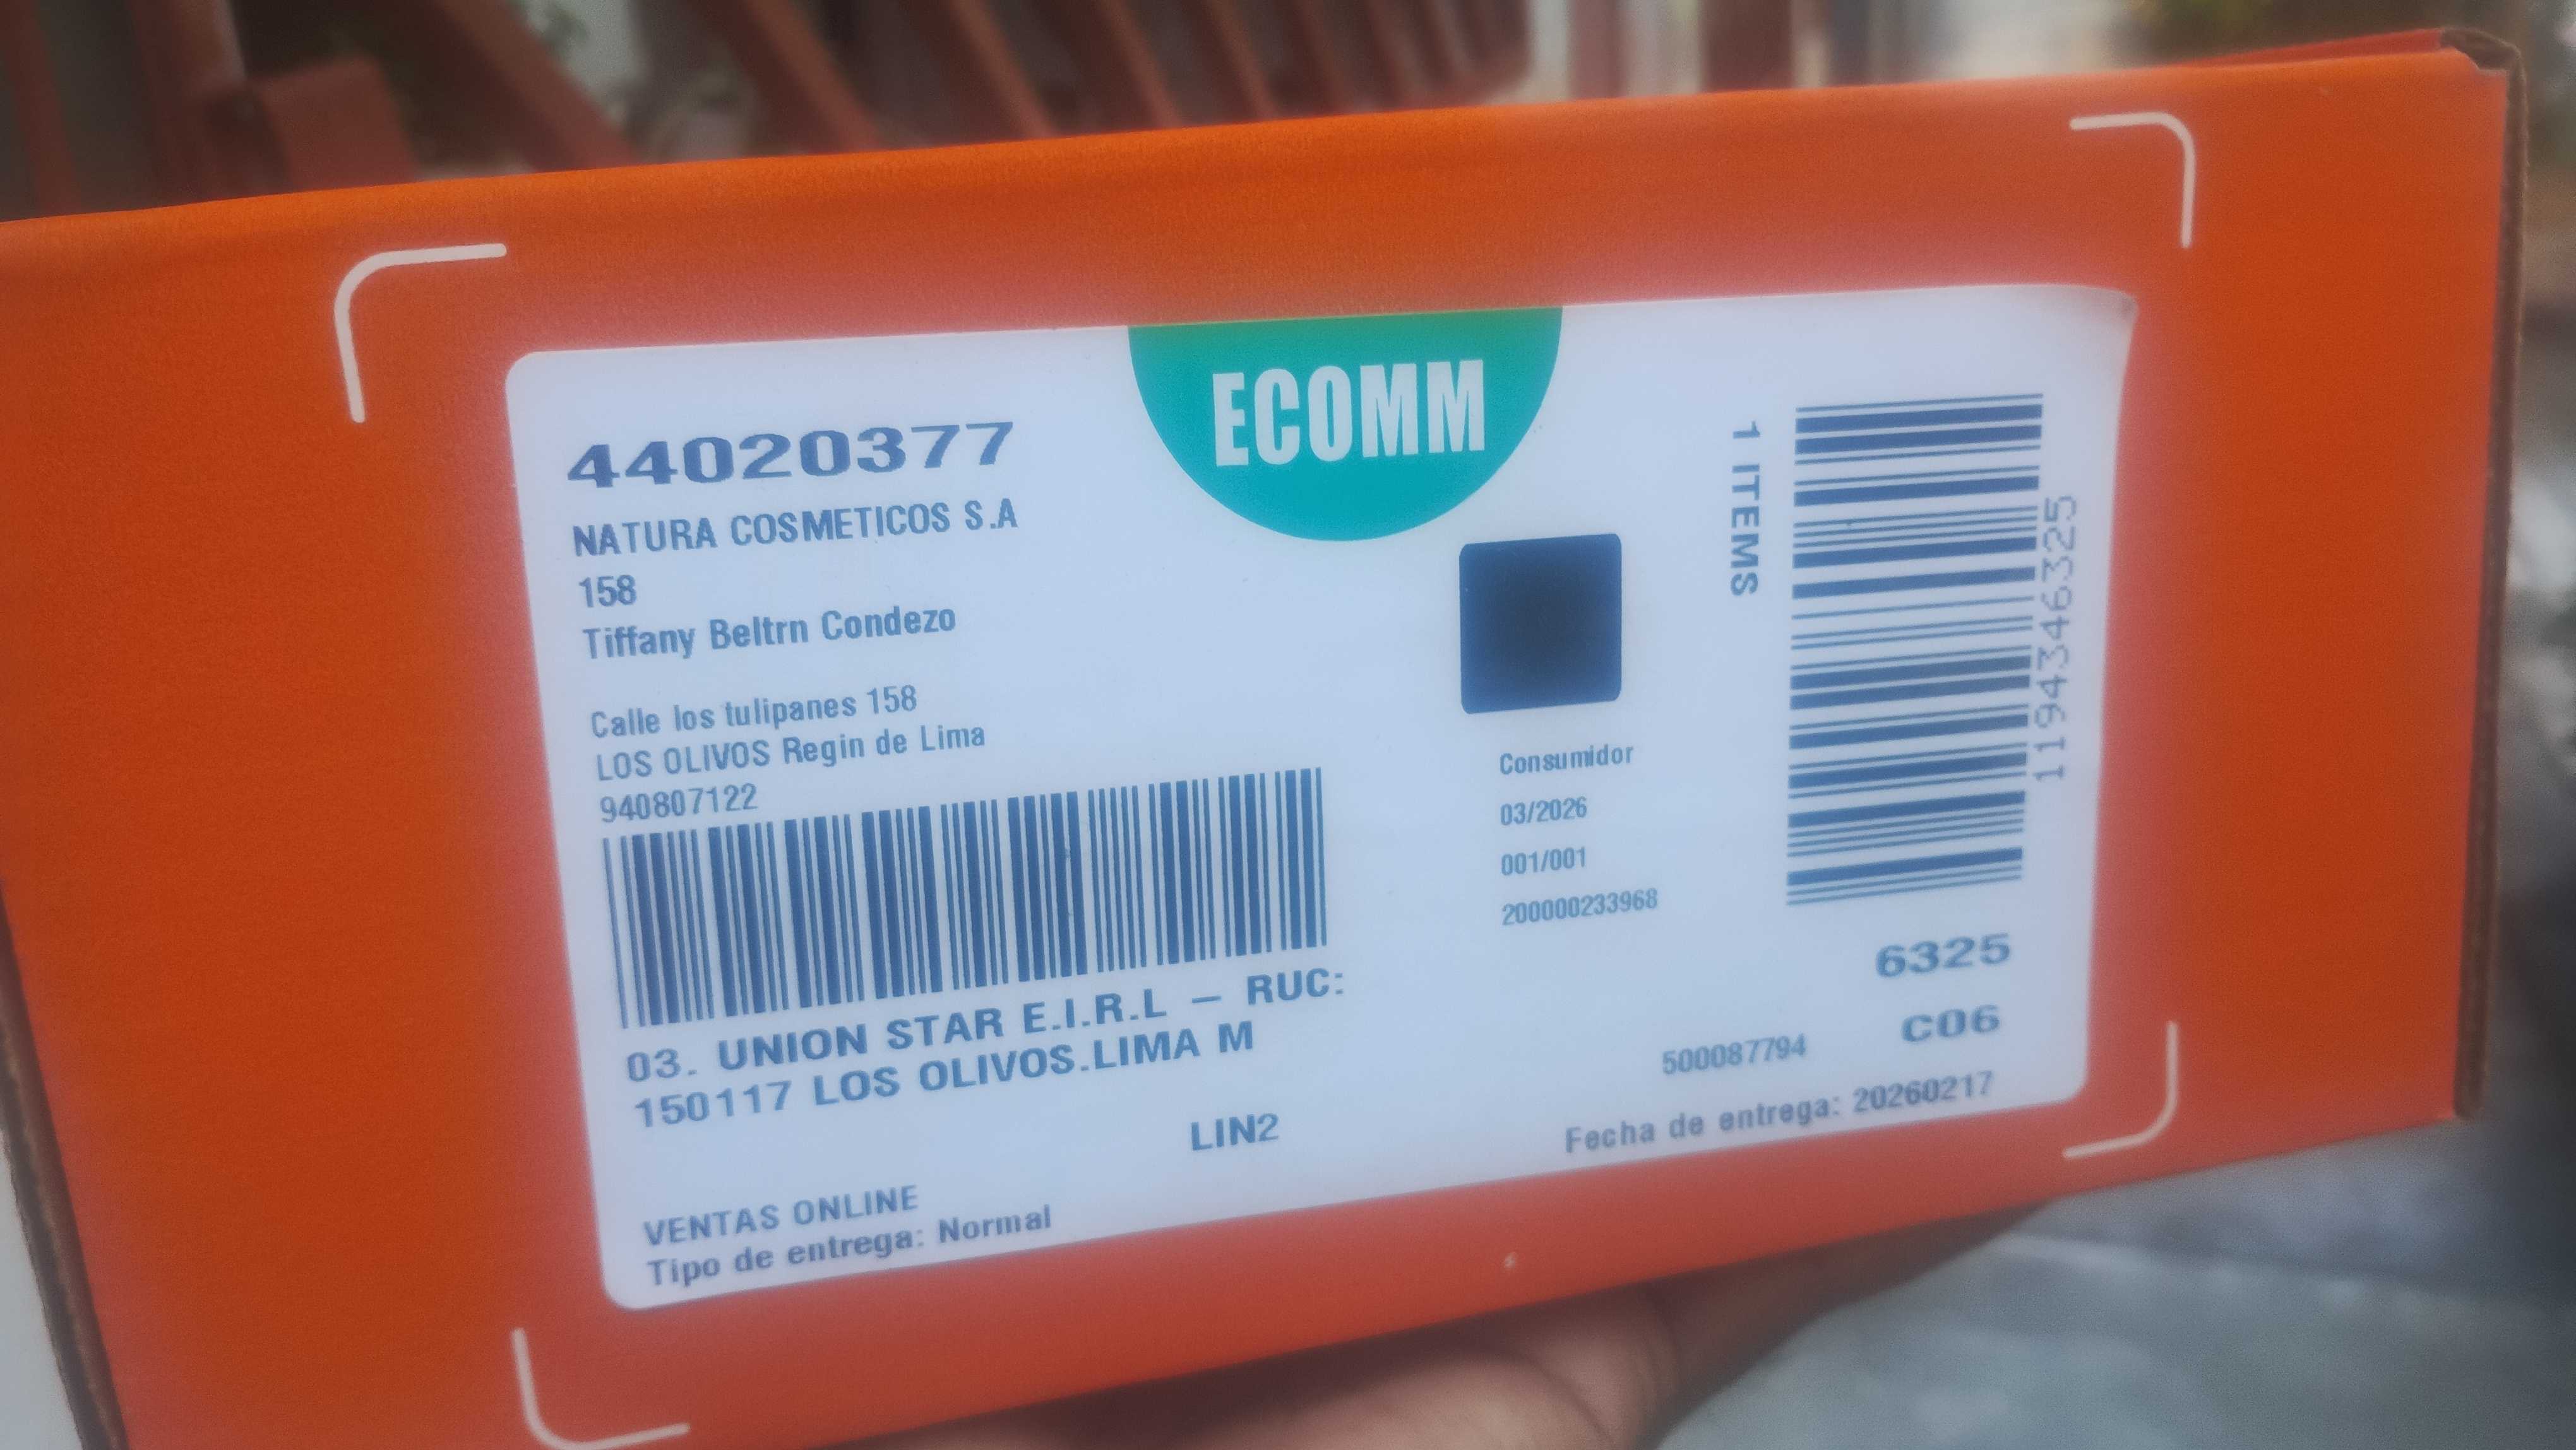 ECOMM
44020377
NATURA COSMETICOS S.A
158
Tiffany Beltrn Condezo
Calle los tulipanes 158
LOS OLIVOS Regin de Lima
940807122
03. UNION STAR E.I.R.L – RUC:
150117 LOS OLIVOS.LIMA M
LIN2
VENTAS ONLINE
Tipo de entrega: Normal
Consumidor
03/2026
001/001
200000233968
1 ITEMS
1194346325
6325
C06
500087794
Fecha de entrega: 20260217